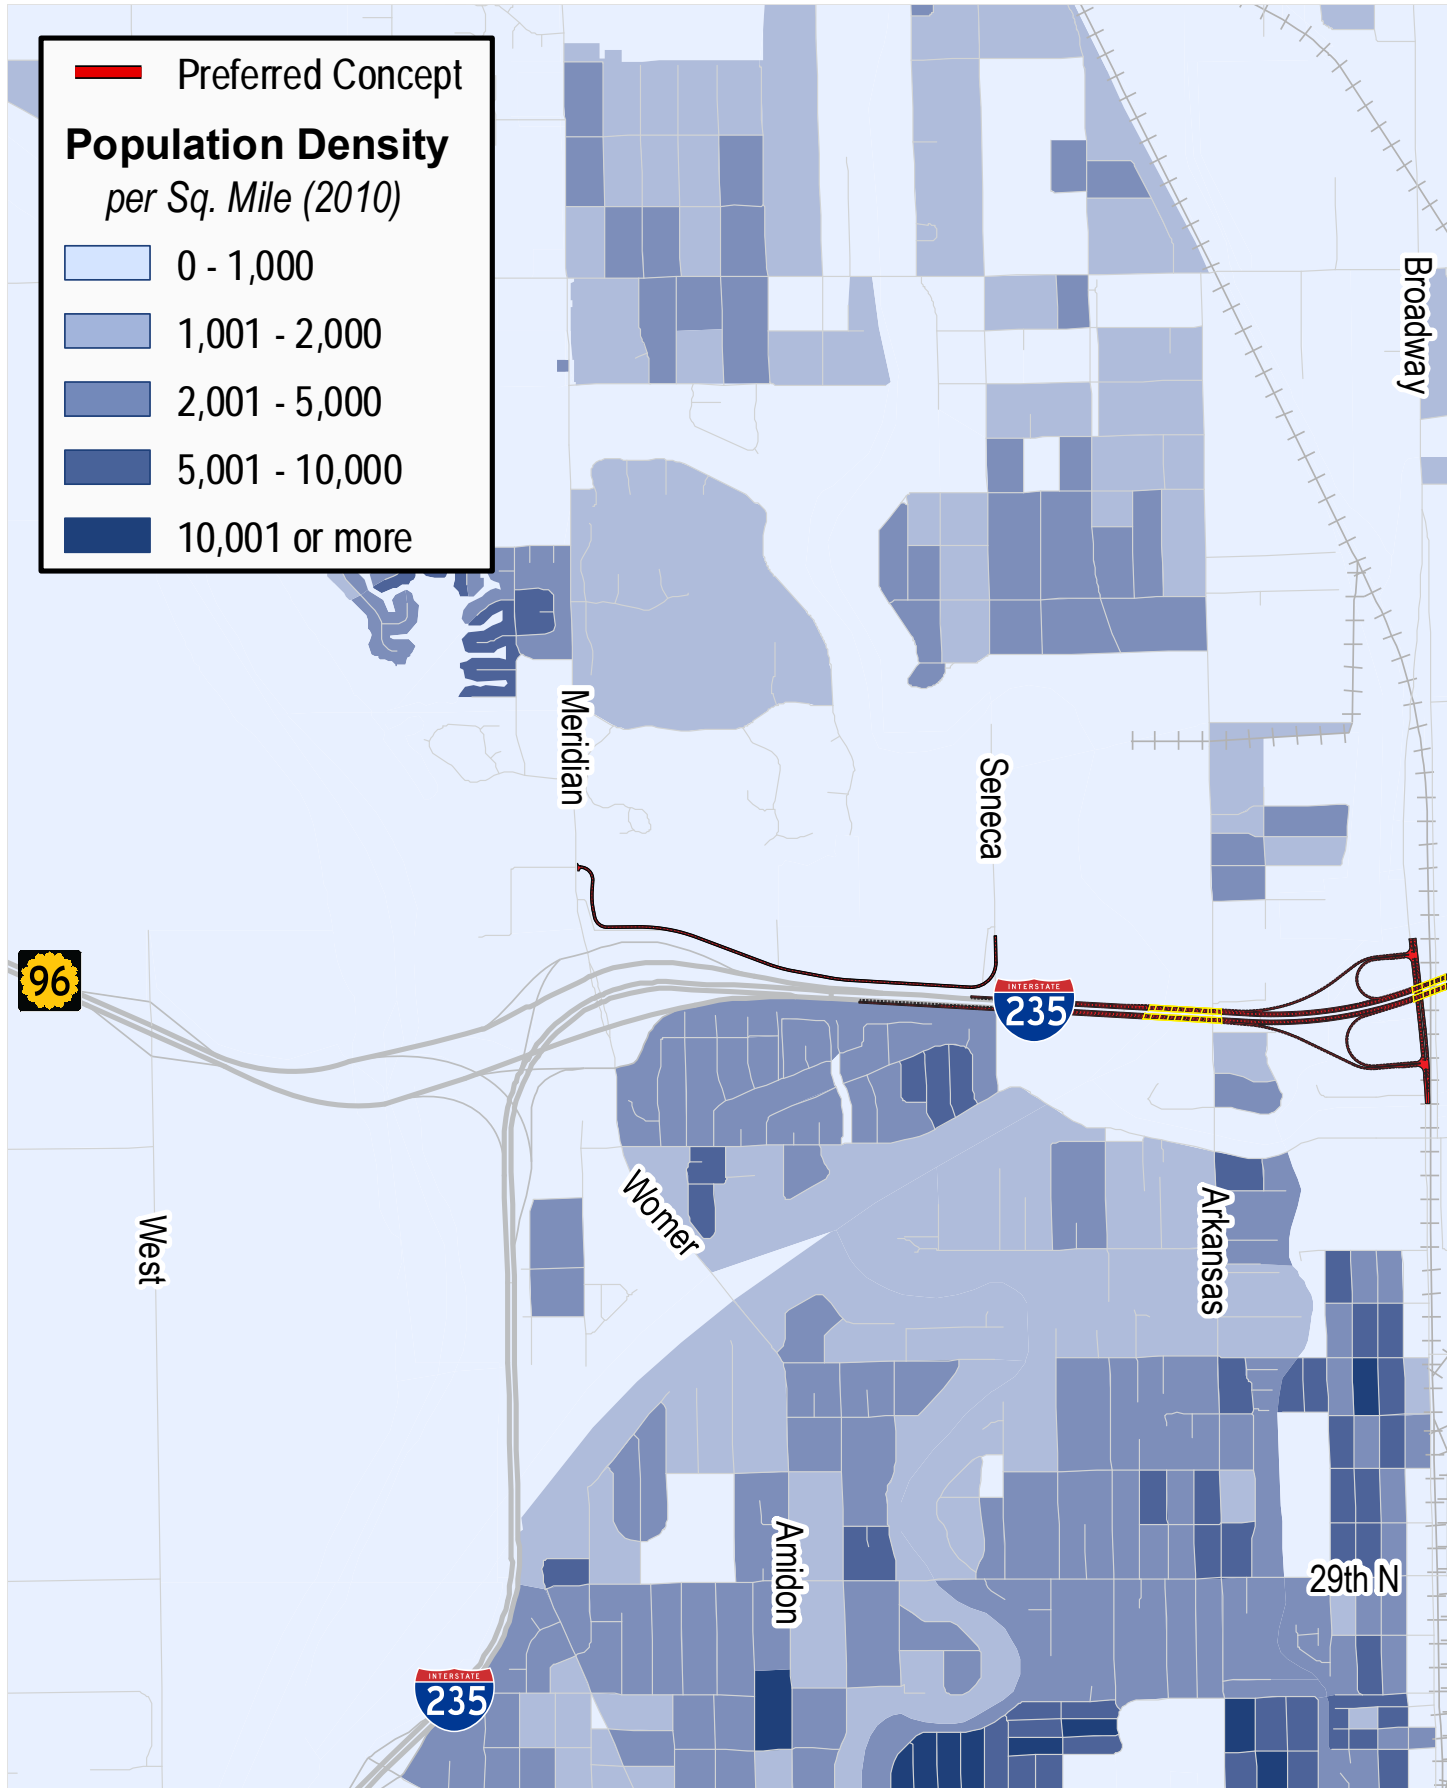 Preferred Concept
Population Density
per Sq. Mile (2010)
0 - 1,000
1,001 - 2,000
2,001 - 5,000
5,001 - 10,000
10,001 or more
Broadway
Meridian
Seneca
96
INTERSTATE
235
West
Womer
Arkansas
Amidon
29th N
INTERSTATE
235